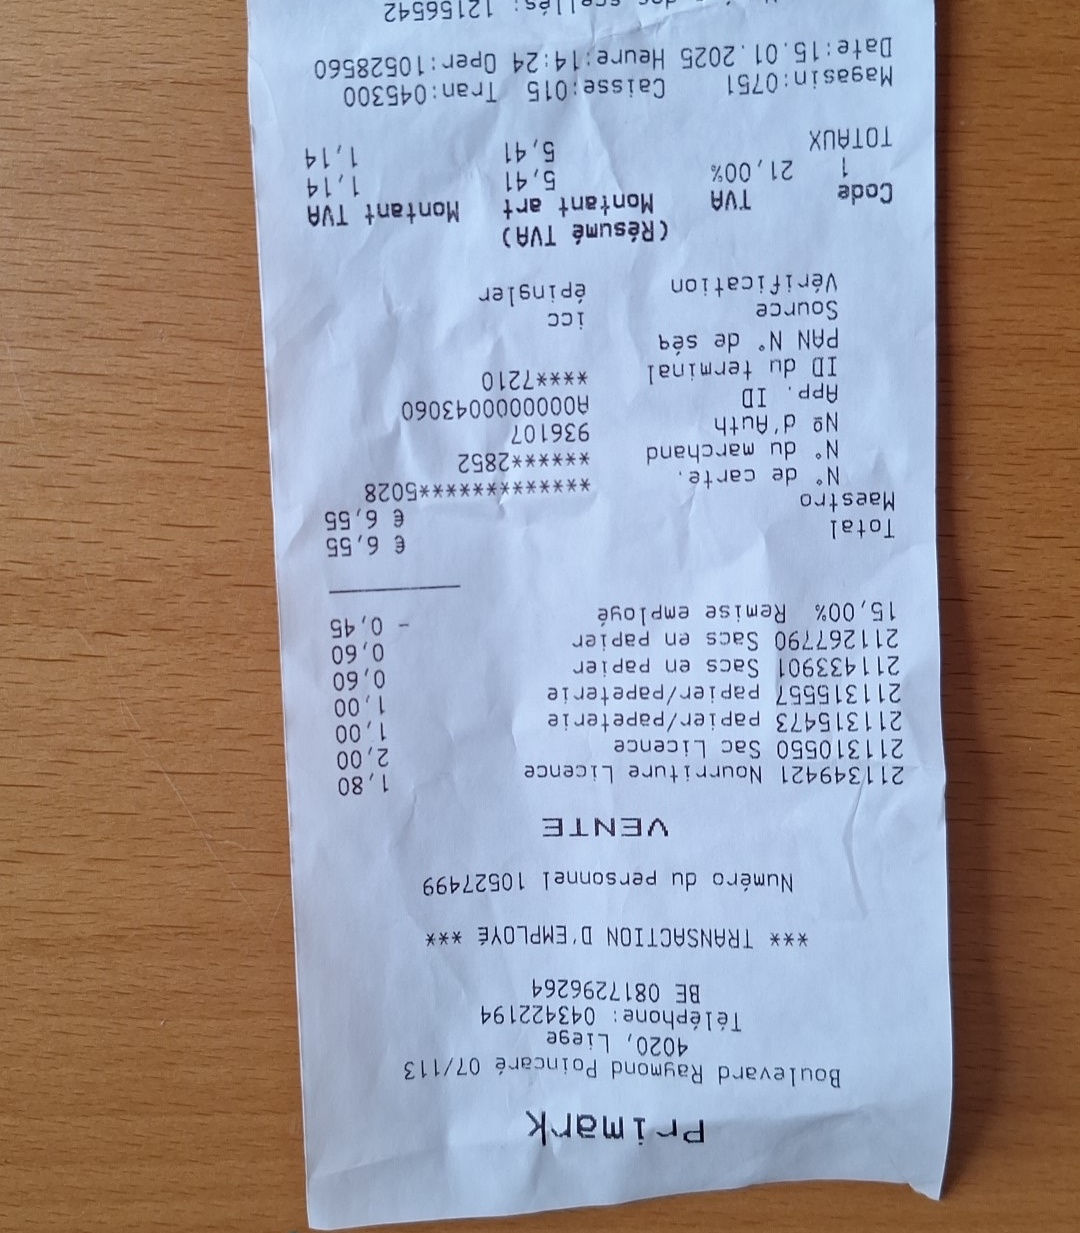 Primark
Boulevard Raymond Poincaré 07/113
4020, Liege
Téléphone: 043422194
BE 0817296264
*** TRANSACTION D'EMPLOYÉ ***
Numéro du personnel 10527499
VENTE
211349421 Nourriture Licence 1,80
211310550 Sac Licence 2,00
211315473 papier/papeterie 1,00
211315557 papier/papeterie 1,00
211433901 Sacs en papier 0,60
211267790 Sacs en papier 0,60
15,00% Remise employé - 0,45
Total € 6,55
Maestro € 6,55
N° de carte. **************5028
N° du marchand ******2852
Nº d'Auth 936107
App. ID A0000000043060
ID du terminal ****7210
PAN N° de séq
Source icc
Vérification épingler
(Résumé TVA)
Code TVA Montant art Montant TVA
1 21,00% 5,41 1,14
TOTAUX 5,41 1,14
Magasin:0751 Caisse:015 Tran:045300
Date:15.01.2025 Heure:14:24 Oper:10528560
des scellés: 12156542